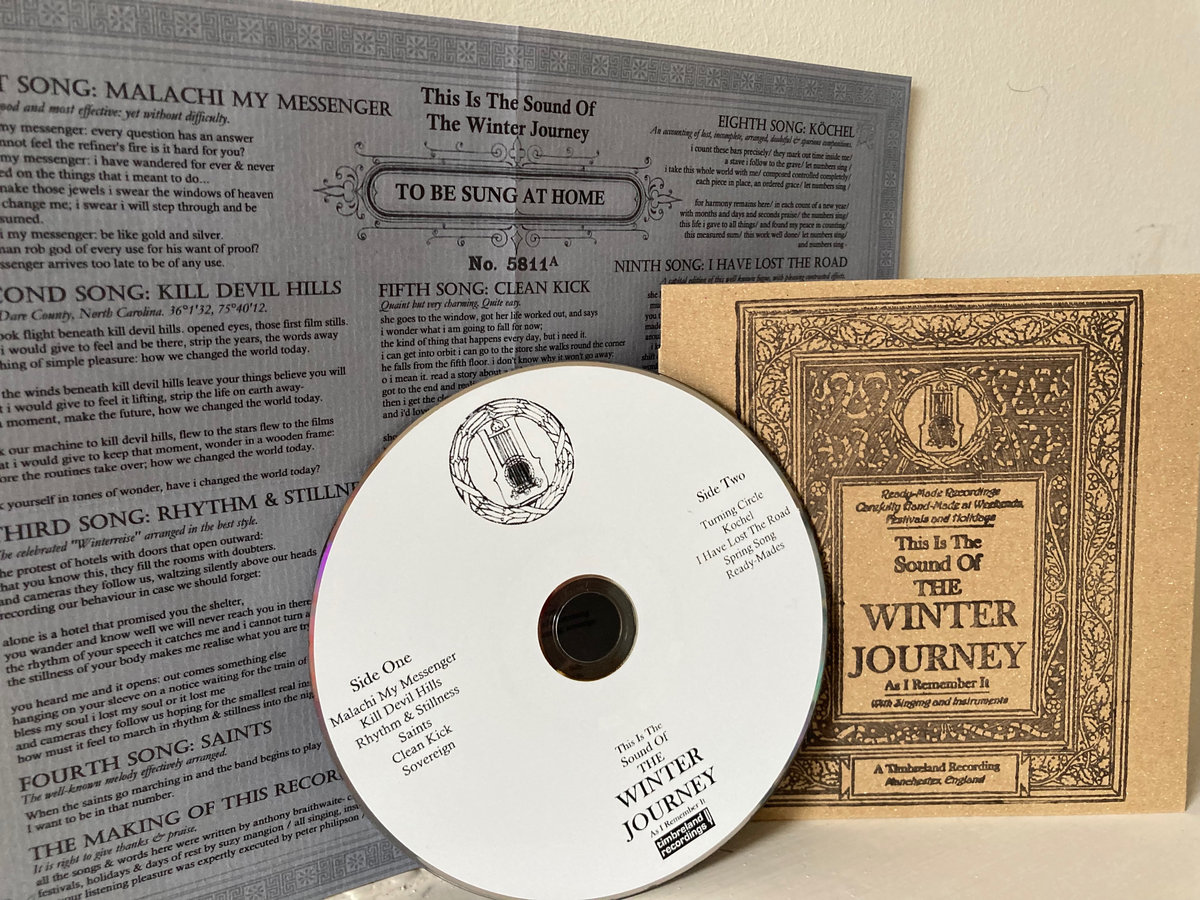 T SONG: MALACHI MY MESSENGER
ood and most effective: yet without difficulty.
my messenger: every question has an answer
nnot feel the refiner's fire is it hard for you?
my messenger: i have wandered for ever & never
ed on the things that i meant to do...
make those jewels i swear the windows of heaven
change me; i swear i will step through and be
sumed.
i my messenger: be like gold and silver.
man rob god of every use for his want of proof?
ssenger arrives too late to be of any use.
COND SONG: KILL DEVIL HILLS
Dare County, North Carolina. 36°1'32, 75°40'12.
ook flight beneath kill devil hills. opened eyes, those first film stills.
i would give to feel and be there, strip the years, the words away
thing of simple pleasure: how we changed the world today.
the winds beneath kill devil hills leave your things believe you will
t i would give to feel it lifting, strip the life on earth away-
a moment, make the future, how we changed the world today.
k our machine to kill devil hills, flew to the stars flew to the films
at i would give to keep that moment, wonder in a wooden frame:
ore the routines take over; how we changed the world today.
k yourself in tones of wonder, have i changed the world today?
THIRD SONG: RHYTHM & STILLNE
The celebrated "Winterreise" arranged in the best style.
he protest of hotels with doors that open outward:
hat you know this, they fill the rooms with doubters.
and cameras they follow us, waltzing silently above our heads
recording our behaviour in case we should forget:
alone is a hotel that promised you the shelter,
you wander and know well we will never reach you in there
the rhythm of your speech it catches me and i cannot turn a
the stillness of your body makes me realise what you are try
you heard me and it opens: out comes something else
hanging on your sleeve on a notice waiting for the train of
bless my soul i lost my soul or it lost me
and cameras they follow us hoping for the smallest real ins
how must it feel to march in rhythm & stillness into the nig
FOURTH SONG: SAINTS
The well-known melody effectively arranged.
When the saints go marching in and the band begins to play
I want to be in that number.
THE MAKING OF THIS RECOR
It is right to give thanks & praise.
all the songs & words here were written by anthony braithwaite- c
festivals, holidays & days of rest by suzy mangion / all singing, ins
our listening pleasure was expertly executed by peter philipson
This Is The Sound Of
The Winter Journey
TO BE SUNG AT HOME
No. 5811A
FIFTH SONG: CLEAN KICK
Quaint but very charming. Quite easy.
she goes to the window, got her life worked out, and says
i wonder what i am going to fall for now;
the kind of thing that happens every day, but i need it.
i can get into orbit i can go to the store she walks round the corner
he falls from the fifth floor. i don't know why it won't go away:
o i mean it. read a story about a
got to the end and
then i get the
and i'd
EIGHTH SONG: KÖCHEL
An accounting of lost, incomplete, arranged, doubtful & spurious compositions.
i count these bars precisely/ they mark out time inside me/
a stave i follow to the grave/ let numbers sing /
i take this whole world with me/ composed controlled completely/
each piece in place, an ordered grace/ let numbers sing /
for harmony remains here/ in each count of a new year/
with months and days and seconds praise/ the numbers sing/
this life i gave to all things/ and found my peace in counting/
this measured sum/ this work well done/ let numbers sing/
and numbers sing -
NINTH SONG: I HAVE LOST THE ROAD
Side One
Malachi My Messenger
Kill Devil Hills
Rhythm & Stillness
Saints
Clean Kick
Sovereign
Side Two
Turning Circle
Kochel
I Have Lost The Road
Spring Song
Ready-Mades
This Is The
Sound Of
THE
WINTER
JOURNEY
As I Remember It
timbreland
recordings
Ready-Made Recordings
Carefully Hand-Made at Weekends,
Festivals and Holidays
This Is The
Sound Of
THE
WINTER
JOURNEY
As I Remember It
With Singing and Instruments
A Timbreland Recording
Manchester, England